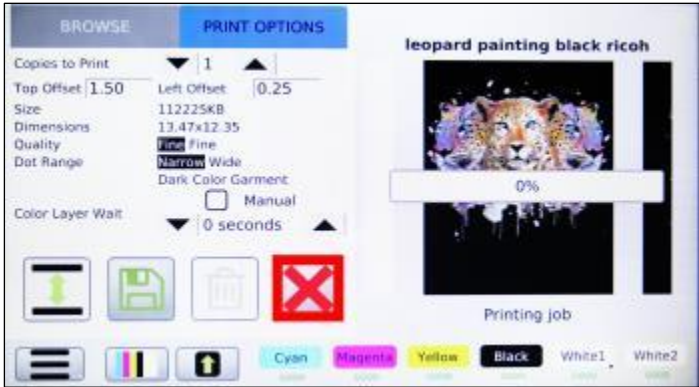 BROWSE
PRINT OPTIONS
leopard painting black ricoh
Copies to Print 1
Top Offset 1.50 Left Offset 0.25
Size 112225KB
Dimensions 13.47x12.35
Quality Fine Fine
Dot Range Narrow Wide
Dark Color Garment
Manual
Color Layer Wait 0 seconds
0%
Printing job
Cyan Magenta Yellow Black White1 White2